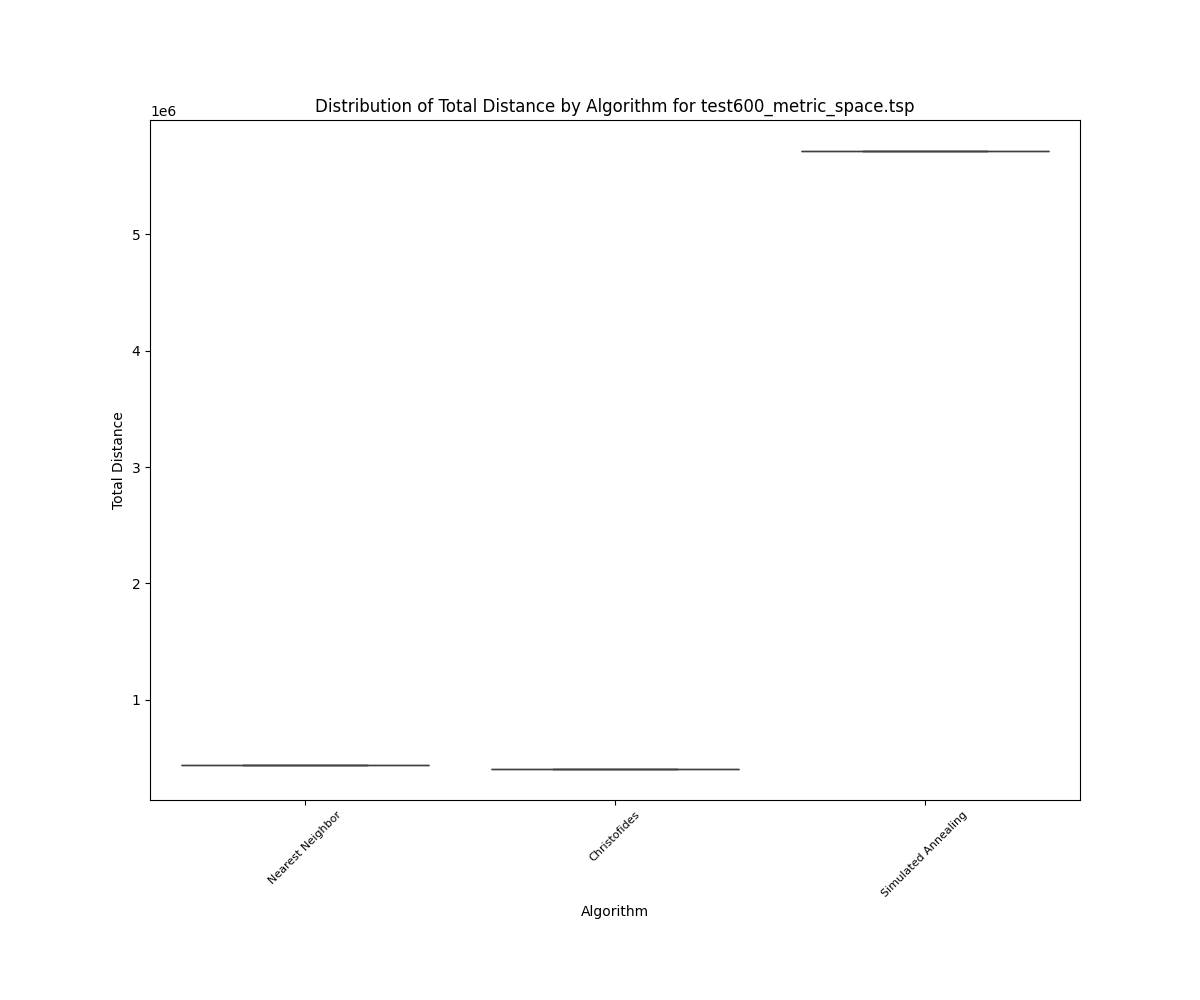 Distribution of Total Distance by Algorithm for test600_metric_space.tsp
1e6
5
4
3
2
1
Total Distance
Nearest Neighbor
Christofides
Simulated Annealing
Algorithm